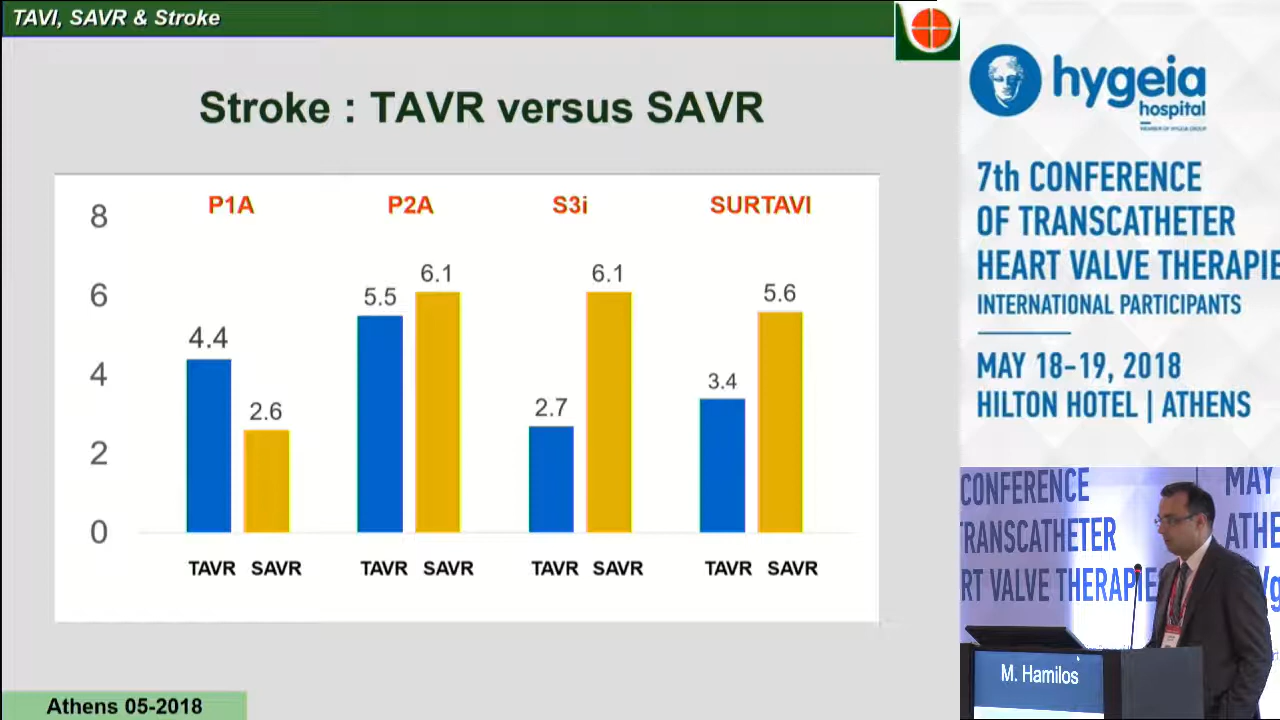 TAVI, SAVR & Stroke
Stroke : TAVR versus SAVR
P1A P2A S3i SURTAVI
8
6
4
2
0
4.4
2.6
5.5
6.1
2.7
6.1
3.4
5.6
TAVR SAVR TAVR SAVR TAVR SAVR TAVR SAVR
Athens 05-2018
hygeia
hospital
MEMBER OF HYGEIA GROUP
7th CONFERENCE
OF TRANSCATHETER
HEART VALVE THERAPIE
INTERNATIONAL PARTICIPANTS
MAY 18-19, 2018
HILTON HOTEL | ATHENS
CONFERENCE
TRANSCATHETER
RT VALVE THERAPIE
MAY
ATHE
yg
M. Hamilos